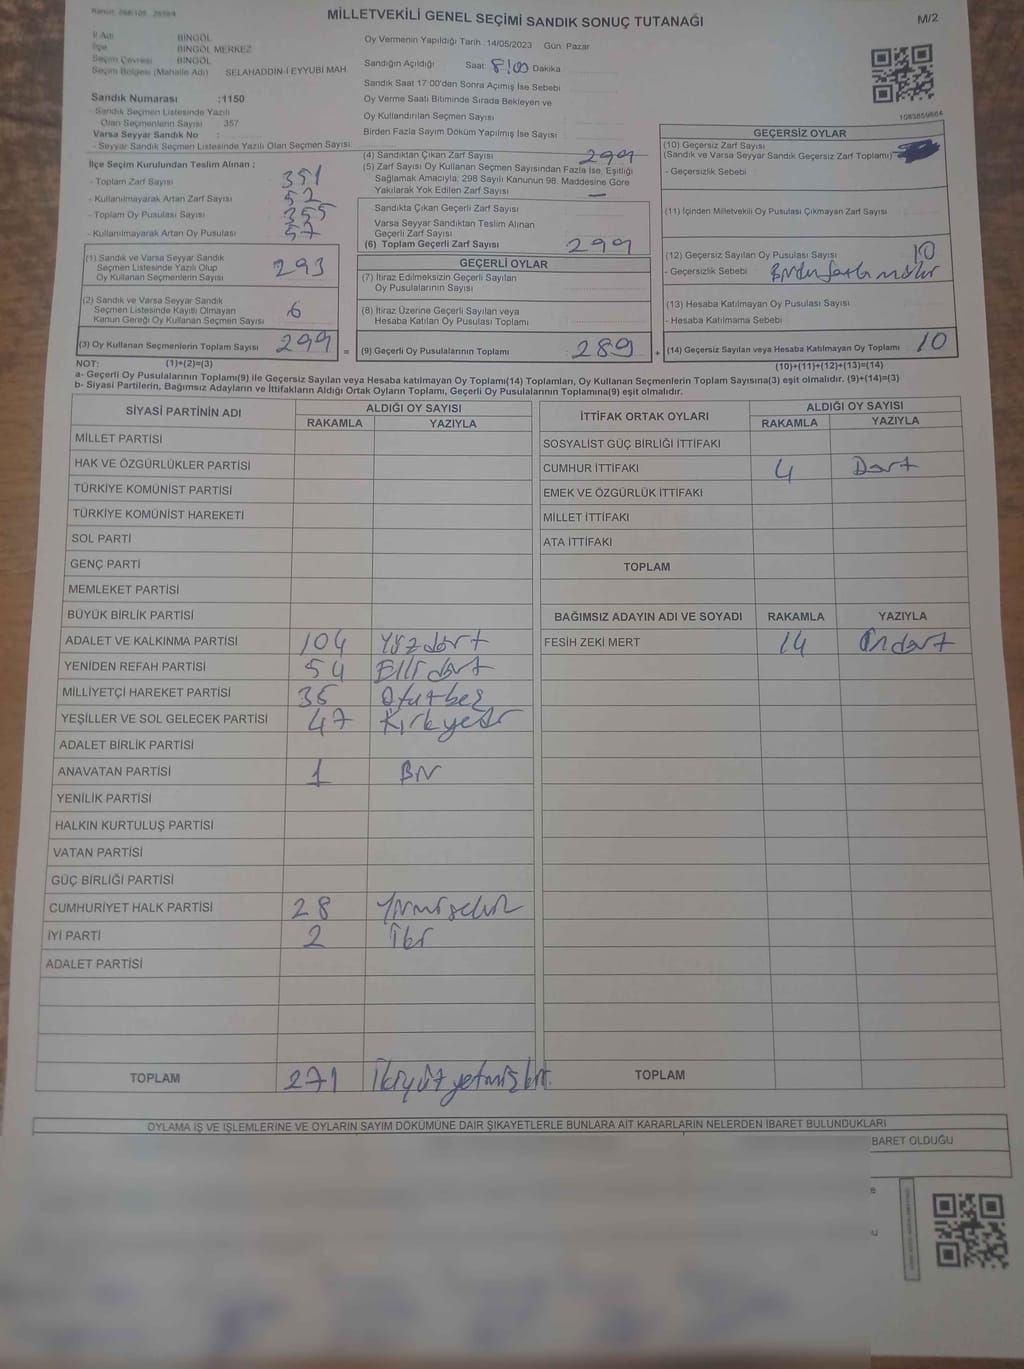 MİLLETVEKİLİ GENEL SEÇİMİ SANDIK SONUÇ TUTANAĞI
M/2
İl Adı BİNGÖL
İlçe BİNGÖL MERKEZ
Seçim Çevresi BİNGÖL
Seçim Bölgesi (Mahalle Adı) SELAHADDİN-İ EYYUBİ MAH
Sandık Numarası :1150
- Sandık Seçmen Listesinde Yazılı
Olan Seçmenlerin Sayısı : 357
Varsa Seyyar Sandık No :
- Seyyar Sandık Seçmen Listesinde Yazılı Olan Seçmen Sayısı
Oy Vermenin Yapıldığı Tarih :14/05/2023 Gün: Pazar
Sandığın Açıldığı Saat: 8:00 Dakika
Sandık Saat 17:00'den Sonra Açımış İse Sebebi
Oy Verme Saati Bitiminde Sırada Bekleyen ve
Oy Kullandırılan Seçmen Sayısı
Birden Fazla Sayım Döküm Yapılmış İse Sayısı
1083859864
İlçe Seçim Kurulundan Teslim Alınan :
- Toplam Zarf Sayısı 351
- Kullanılmayarak Artan Zarf Sayısı 52
- Toplam Oy Pusulası Sayısı 355
- Kullanılmayarak Artan Oy Pusulası 57
(1) Sandık ve Varsa Seyyar Sandık
Seçmen Listesinde Yazılı Olup
Oy Kullanan Seçmenlerin Sayısı 293
(2) Sandık ve Varsa Seyyar Sandık
Seçmen Listesinde Kayıtlı Olmayan
Kanun Gereği Oy Kullanan Seçmen Sayısı 6
(3) Oy Kullanan Seçmenlerin Toplam Sayısı 299 =
(4) Sandıktan Çıkan Zarf Sayısı 299
(5) Zarf Sayısı Oy Kullanan Seçmen Sayısından Fazla İse, Eşitliği
Sağlamak Amacıyla; 298 Sayılı Kanunun 98. Maddesine Göre
Yakılarak Yok Edilen Zarf Sayısı —
Sandıkta Çıkan Geçerli Zarf Sayısı
Varsa Seyyar Sandıktan Teslim Alınan
Geçerli Zarf Sayısı
(6) Toplam Geçerli Zarf Sayısı 299
GEÇERLİ OYLAR
(7) İtiraz Edilmeksizin Geçerli Sayılan
Oy Pusulalarının Sayısı
(8) İtiraz Üzerine Geçerli Sayılan veya
Hesaba Katılan Oy Pusulası Toplamı
(9) Geçerli Oy Pusulalarının Toplamı 289 +
GEÇERSİZ OYLAR
(10) Geçersiz Zarf Sayısı
(Sandık ve Varsa Seyyar Sandık Geçersiz Zarf Toplamı)
- Geçersizlik Sebebi
(11) İçinden Milletvekili Oy Pusulası Çıkmayan Zarf Sayısı
(12) Geçersiz Sayılan Oy Pusulası Sayısı 10
- Geçersizlik Sebebi Birden fazla mühür
(13) Hesaba Katılmayan Oy Pusulası Sayısı
- Hesaba Katılmama Sebebi
(14) Geçersiz Sayılan veya Hesaba Katılmayan Oy Toplamı 10
NOT: (1)+(2)=(3) (10)+(11)+(12)+(13)=(14)
a- Geçerli Oy Pusulalarının Toplamı(9) ile Geçersiz Sayılan veya Hesaba katılmayan Oy Toplamı(14) Toplamları, Oy Kullanan Seçmenlerin Toplam Sayısına(3) eşit olmalıdır. (9)+(14)=(3)
b- Siyasi Partilerin, Bağımsız Adayların ve İttifakların Aldığı Ortak Oyların Toplamı, Geçerli Oy Pusulalarının Toplamına(9) eşit olmalıdır.
SİYASİ PARTİNİN ADI ALDIĞI OY SAYISI
RAKAMLA YAZIYLA
MİLLET PARTİSİ
HAK VE ÖZGÜRLÜKLER PARTİSİ
TÜRKİYE KOMÜNİST PARTİSİ
TÜRKİYE KOMÜNİST HAREKETİ
SOL PARTİ
GENÇ PARTİ
MEMLEKET PARTİSİ
BÜYÜK BİRLİK PARTİSİ
ADALET VE KALKINMA PARTİSİ 104 Yüz dört
YENİDEN REFAH PARTİSİ 54 Elli dört
MİLLİYETÇİ HAREKET PARTİSİ 35 Otuz beş
YEŞİLLER VE SOL GELECEK PARTİSİ 47 Kırk yedi
ADALET BİRLİK PARTİSİ
ANAVATAN PARTİSİ 1 Bir
YENİLİK PARTİSİ
HALKIN KURTULUŞ PARTİSİ
VATAN PARTİSİ
GÜÇ BİRLİĞİ PARTİSİ
CUMHURİYET HALK PARTİSİ 28 Yirmi sekiz
İYİ PARTİ 2 İki
ADALET PARTİSİ
TOPLAM 271 İkiyüz yetmiş bir
İTTİFAK ORTAK OYLARI ALDIĞI OY SAYISI
RAKAMLA YAZIYLA
SOSYALİST GÜÇ BİRLİĞİ İTTİFAKI
CUMHUR İTTİFAKI 4 Dört
EMEK VE ÖZGÜRLÜK İTTİFAKI
MİLLET İTTİFAKI
ATA İTTİFAKI
TOPLAM
BAĞIMSIZ ADAYIN ADI VE SOYADI RAKAMLA YAZIYLA
FESİH ZEKİ MERT 14 On dört
TOPLAM
OYLAMA İŞ VE İŞLEMLERİNE VE OYLARIN SAYIM DÖKÜMÜNE DAİR ŞİKAYETLERLE BUNLARA AİT KARARLARIN NELERDEN İBARET BULUNDUKLARI
BARET OLDUĞU